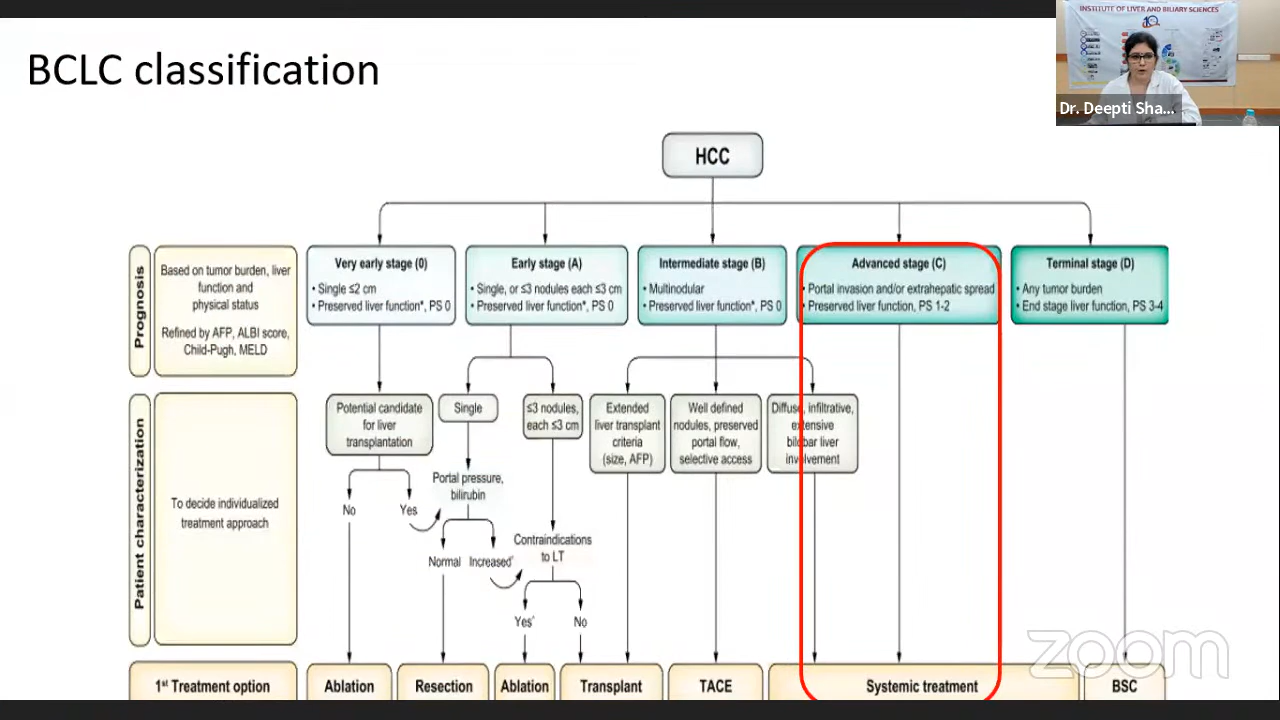 BCLC classification
INSTITUTE OF LIVER AND BILIARY SCIENCES
Dr. Deepti Sha...
HCC
Prognosis
Based on tumor burden, liver
function and
physical status
Refined by AFP, ALBI score,
Child-Pugh, MELD
Very early stage (0)
• Single ≤2 cm
• Preserved liver function*, PS 0
Early stage (A)
• Single, or ≤3 nodules each ≤3 cm
• Preserved liver function*, PS 0
Intermediate stage (B)
• Multinodular
• Preserved liver function*, PS 0
Advanced stage (C)
• Portal invasion and/or extrahepatic spread
• Preserved liver function, PS 1-2
Terminal stage (D)
• Any tumor burden
• End stage liver function, PS 3-4
Patient characterization
To decide individualized
treatment approach
Potential candidate
for liver
transplantation
No
Yes
Single
Portal pressure,
bilirubin
Normal
Increased
≤3 nodules,
each ≤3 cm
Contraindications
to LT
Yes
No
Extended
liver transplant
criteria
(size, AFP)
Well defined
nodules, preserved
portal flow,
selective access
Diffuse, infiltrative,
extensive
bilobar liver
involvement
1st Treatment option
Ablation
Resection
Ablation
Transplant
TACE
Systemic treatment
BSC
zoom